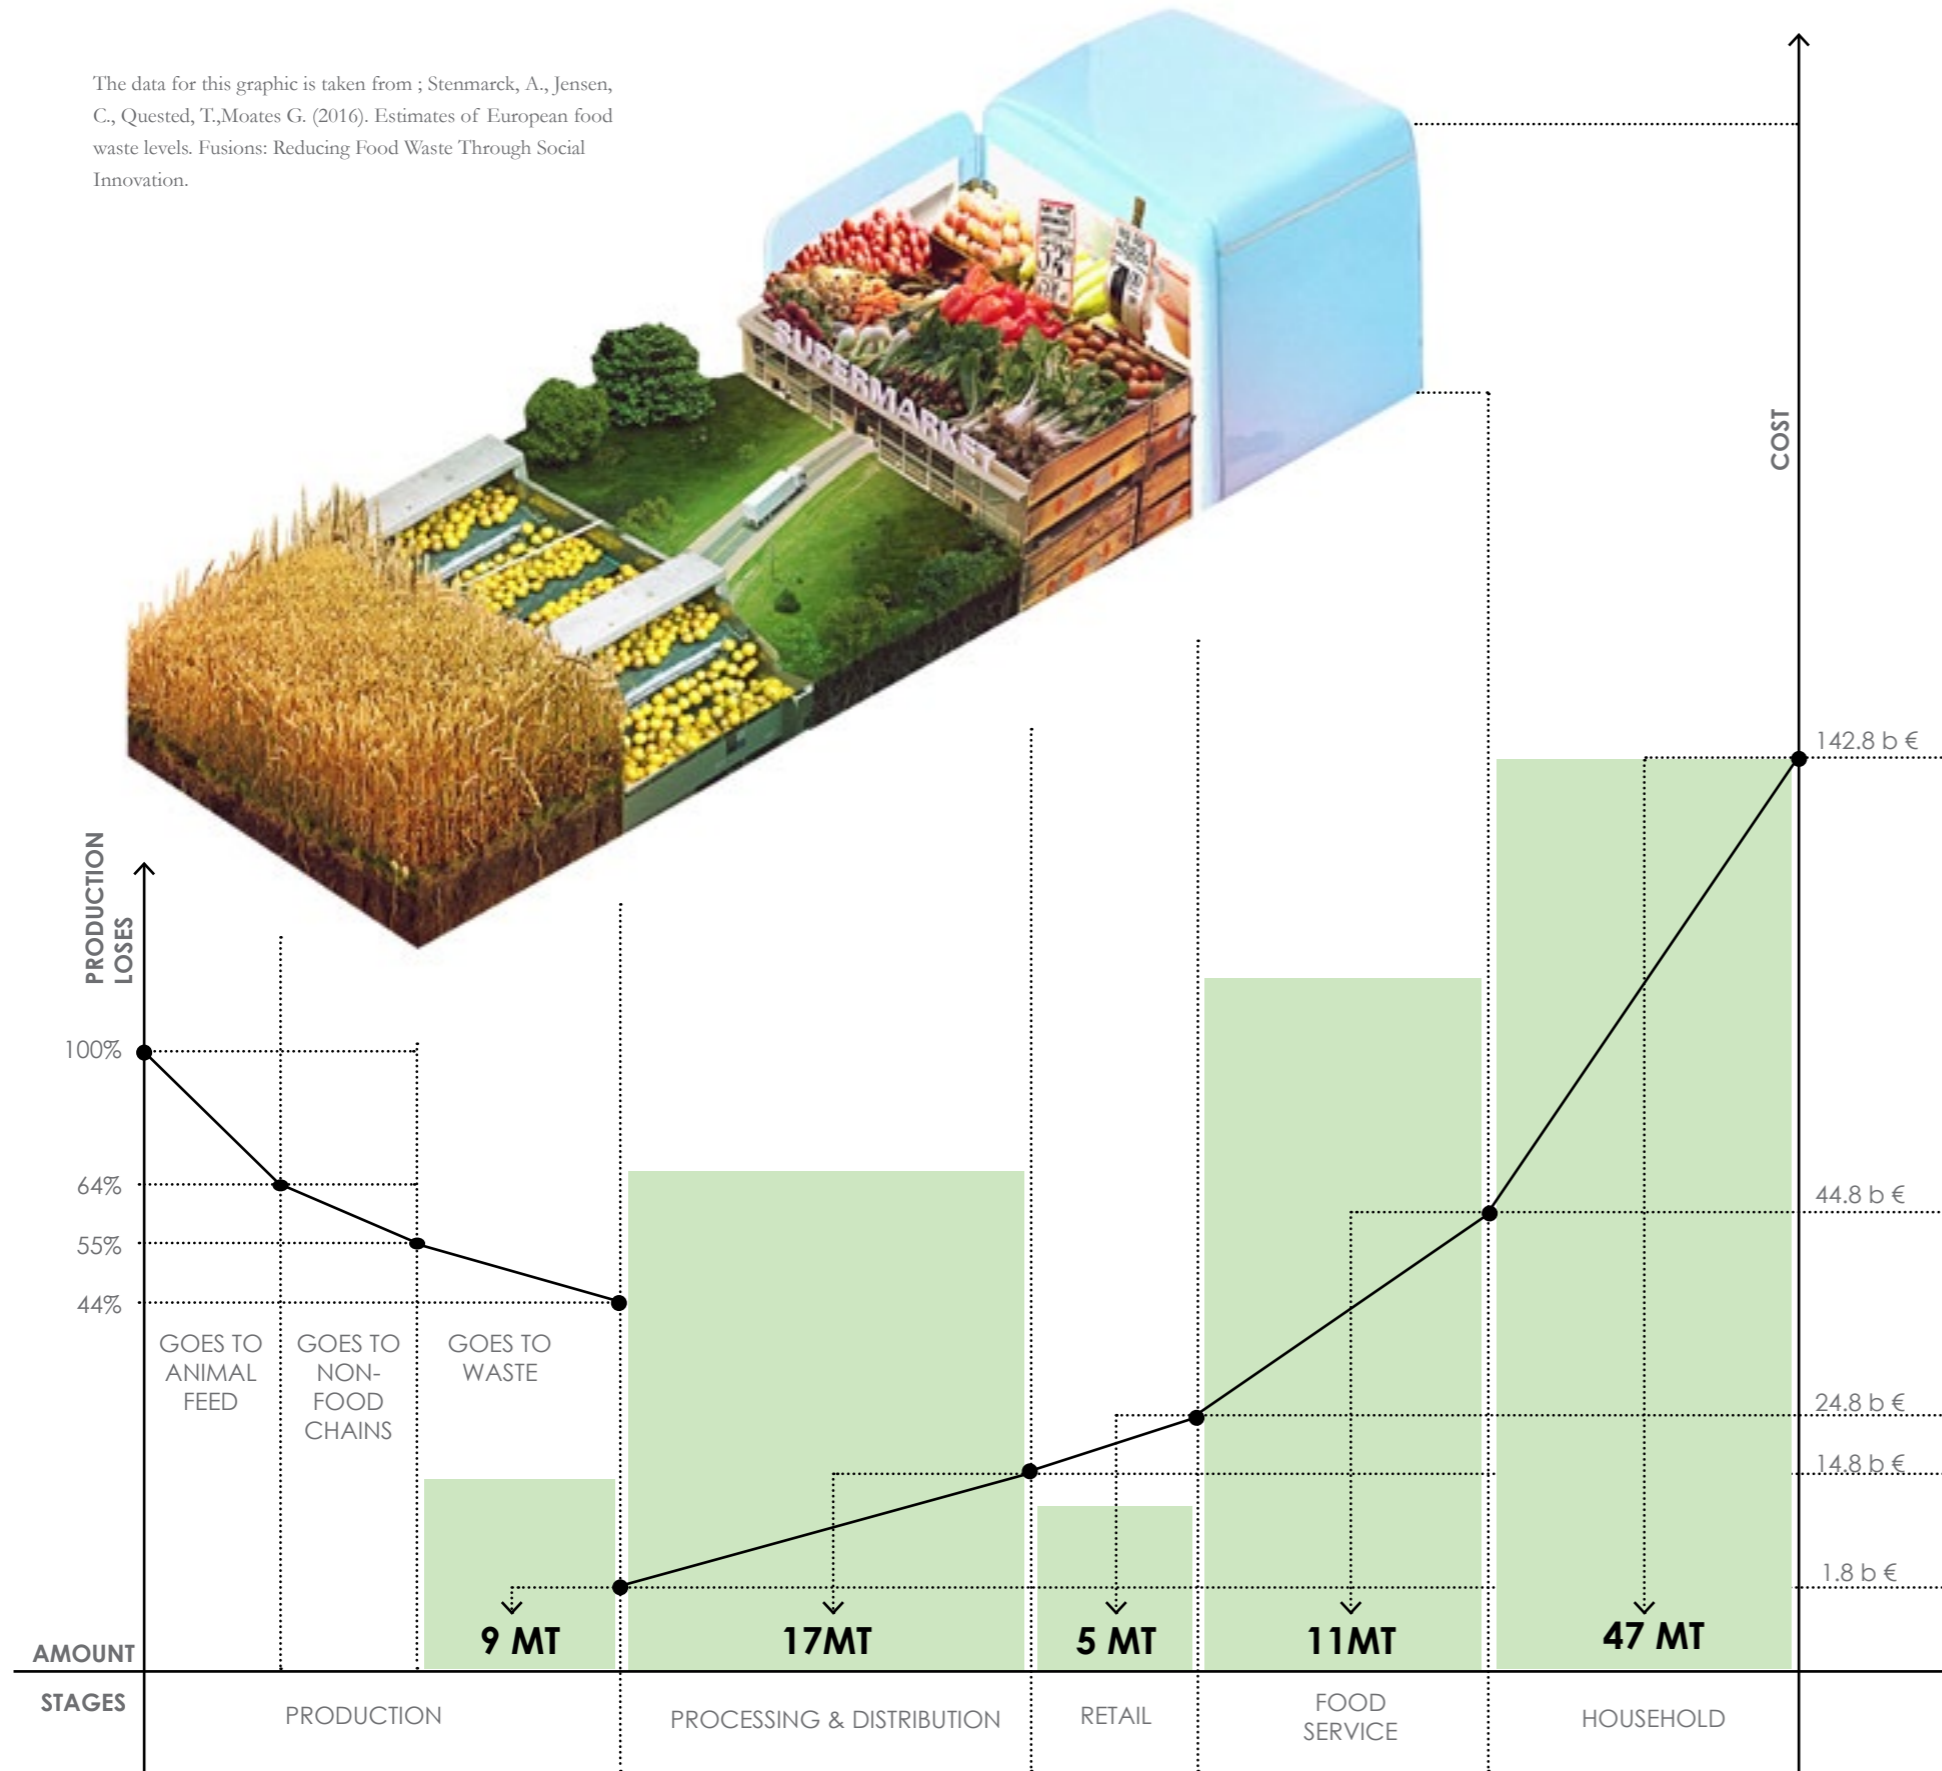 The data for this graphic is taken from ; Stenmarck, A., Jensen,
C., Quested, T.,Moates G. (2016). Estimates of European food
waste levels. Fusions: Reducing Food Waste Through Social
Innovation.
SUPERMARKET
COST
142.8 b €
PRODUCTION
LOSES
100%
64%
55%
44%
44.8 b €
24.8 b €
14.8 b €
1.8 b €
GOES TO
ANIMAL
FEED
GOES TO
NON-
FOOD
CHAINS
GOES TO
WASTE
AMOUNT
9 MT
17MT
5 MT
11MT
47 MT
STAGES
PRODUCTION
PROCESSING & DISTRIBUTION
RETAIL
FOOD
SERVICE
HOUSEHOLD